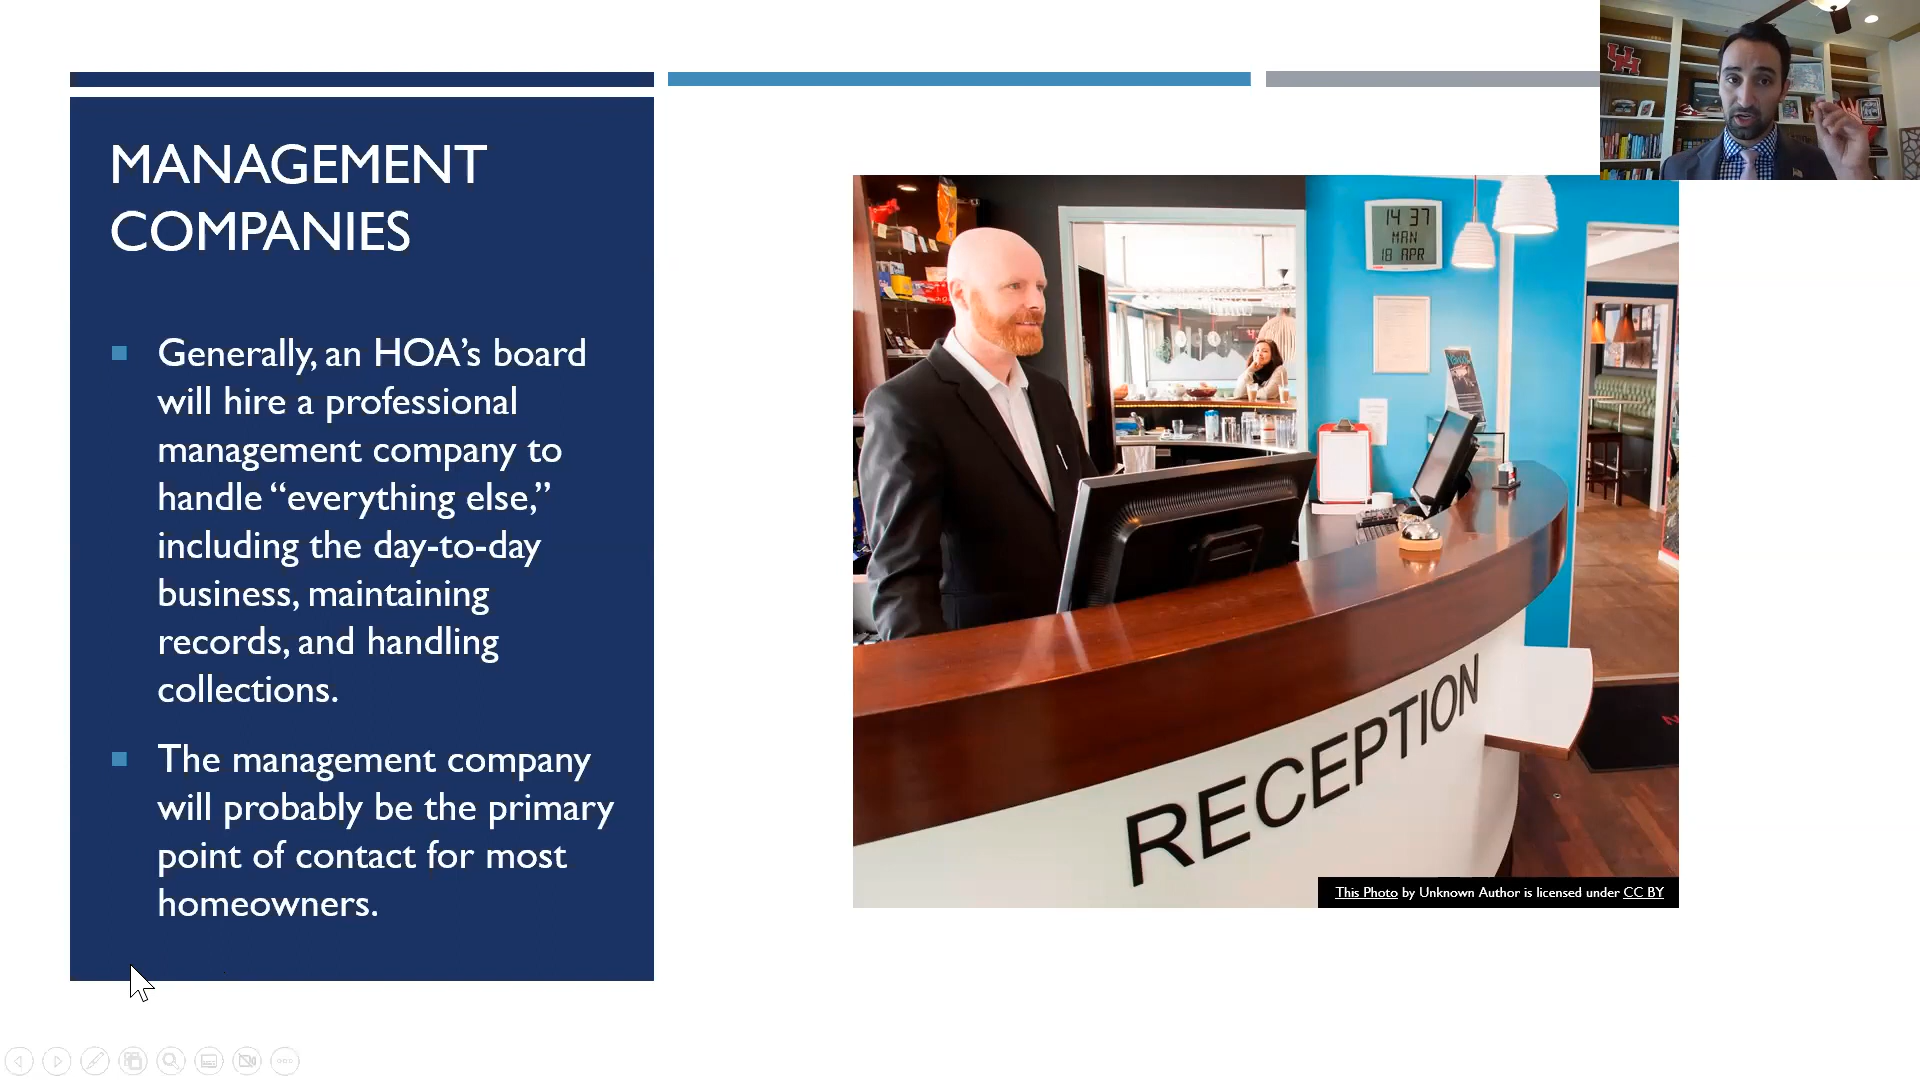 MANAGEMENT
COMPANIES
Generally, an HOA’s board
will hire a professional
management company to
handle “everything else,”
including the day-to-day
business, maintaining
records, and handling
collections.
The management company
will probably be the primary
point of contact for most
homeowners.
14 37
MAN
18 APR
RECEPTION
This Photo by Unknown Author is licensed under CC BY